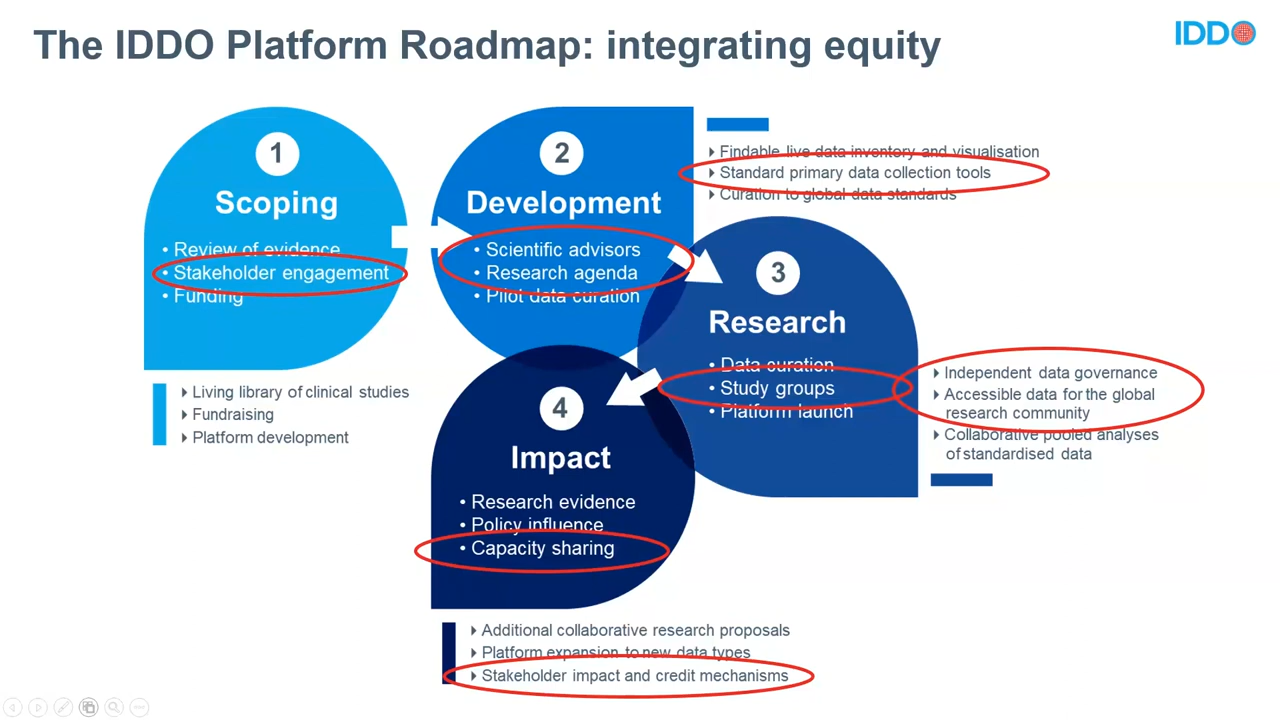 The IDDO Platform Roadmap: integrating equity
IDDO
1
Scoping
• Review of evidence
• Stakeholder engagement
• Funding
Living library of clinical studies
Fundraising
Platform development
2
Development
• Scientific advisors
• Research agenda
• Pilot data curation
Findable live data inventory and visualisation
Standard primary data collection tools
Curation to global data standards
3
Research
• Data curation
• Study groups
• Platform launch
Independent data governance
Accessible data for the global
research community
Collaborative pooled analyses
of standardised data
4
Impact
• Research evidence
• Policy influence
• Capacity sharing
Additional collaborative research proposals
Platform expansion to new data types
Stakeholder impact and credit mechanisms